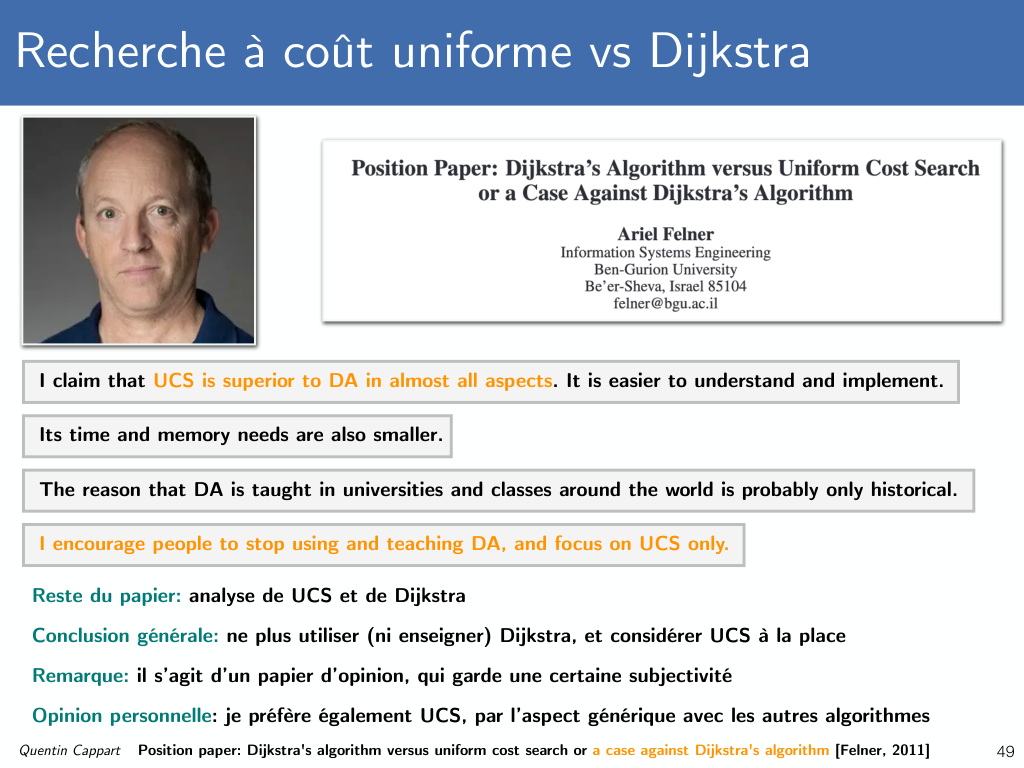 Recherche à coût uniforme vs Dijkstra
Position Paper: Dijkstra's Algorithm versus Uniform Cost Search
or a Case Against Dijkstra's Algorithm
Ariel Felner
Information Systems Engineering
Ben-Gurion University
Be'er-Sheva, Israel 85104
felner@bgu.ac.il
I claim that UCS is superior to DA in almost all aspects. It is easier to understand and implement.
Its time and memory needs are also smaller.
The reason that DA is taught in universities and classes around the world is probably only historical.
I encourage people to stop using and teaching DA, and focus on UCS only.
Reste du papier: analyse de UCS et de Dijkstra
Conclusion générale: ne plus utiliser (ni enseigner) Dijkstra, et considérer UCS à la place
Remarque: il s'agit d'un papier d'opinion, qui garde une certaine subjectivité
Opinion personnelle: je préfère également UCS, par l'aspect générique avec les autres algorithmes
Quentin Cappart Position paper: Dijkstra's algorithm versus uniform cost search or a case against Dijkstra's algorithm [Felner, 2011] 49